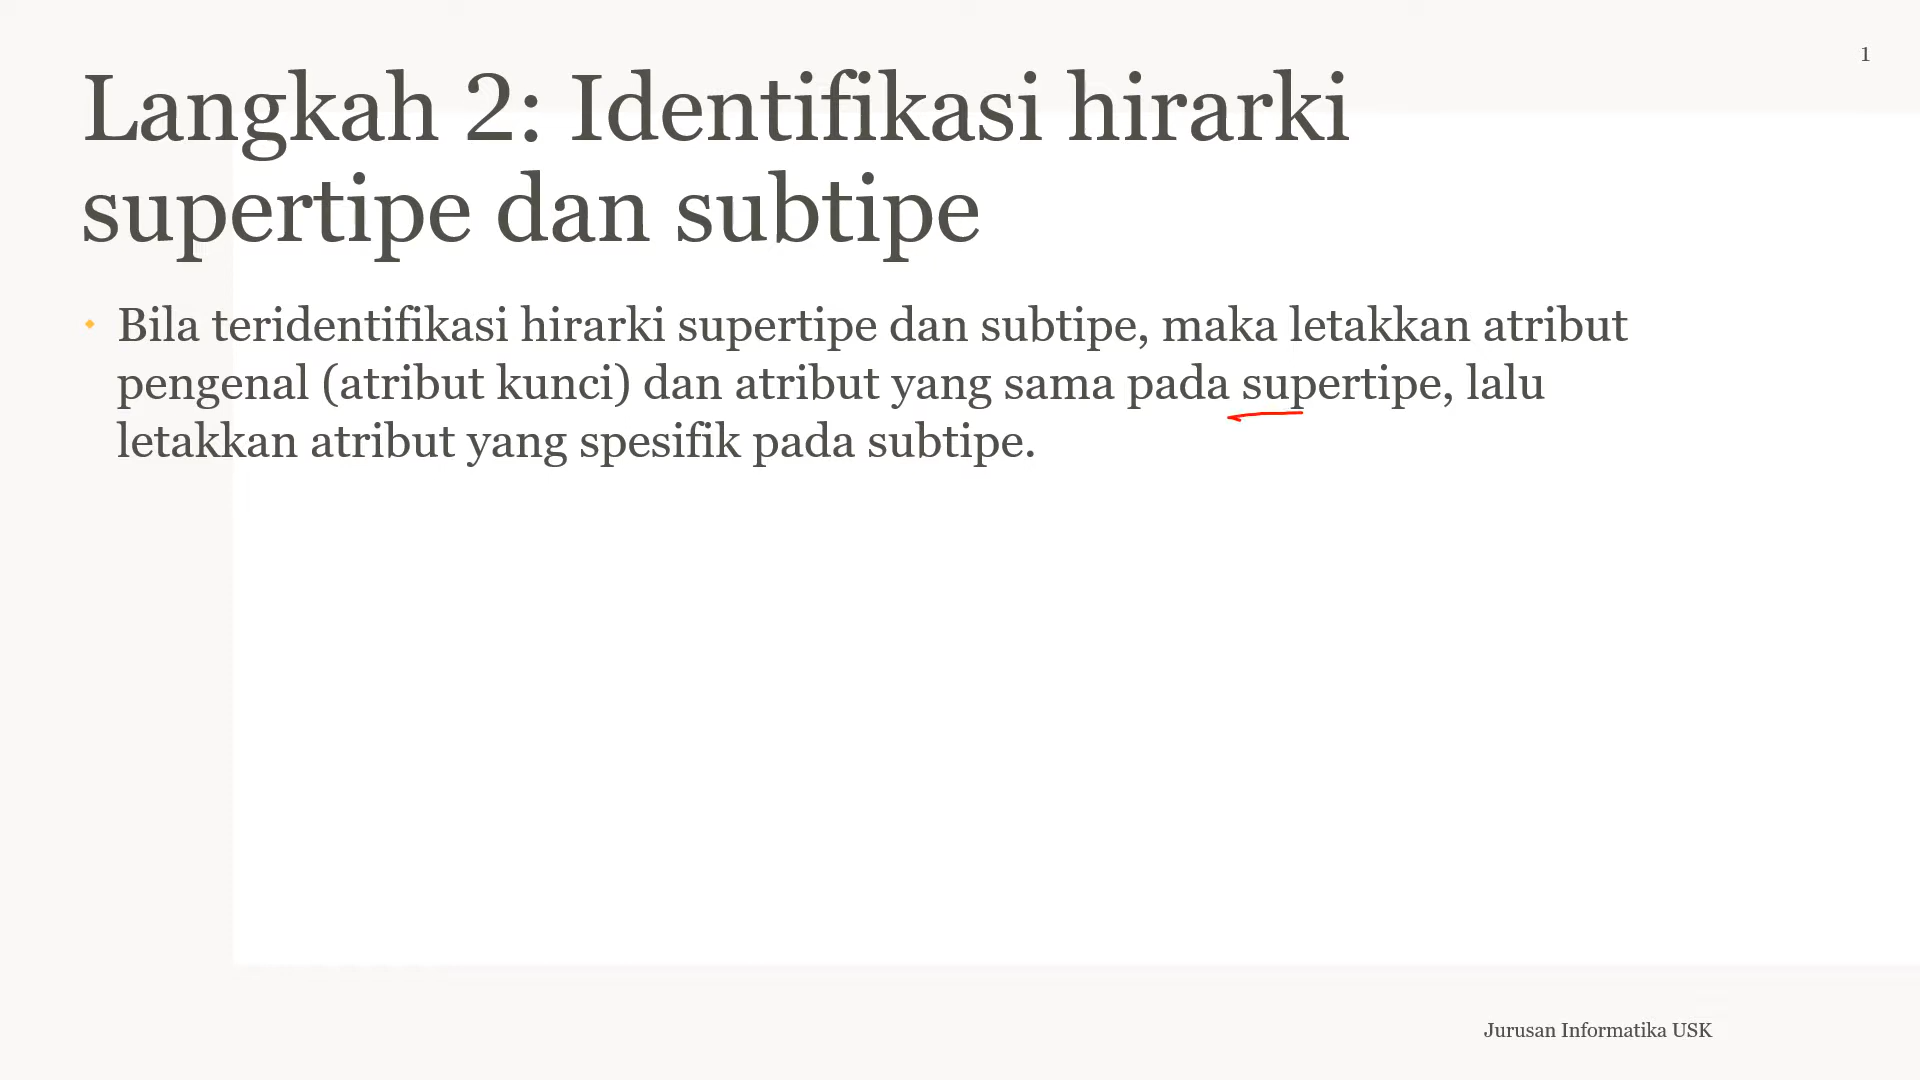 1
Langkah 2: Identifikasi hirarki
supertipe dan subtipe
Bila teridentifikasi hirarki supertipe dan subtipe, maka letakkan atribut
pengenal (atribut kunci) dan atribut yang sama pada supertipe, lalu
letakkan atribut yang spesifik pada subtipe.
Jurusan Informatika USK